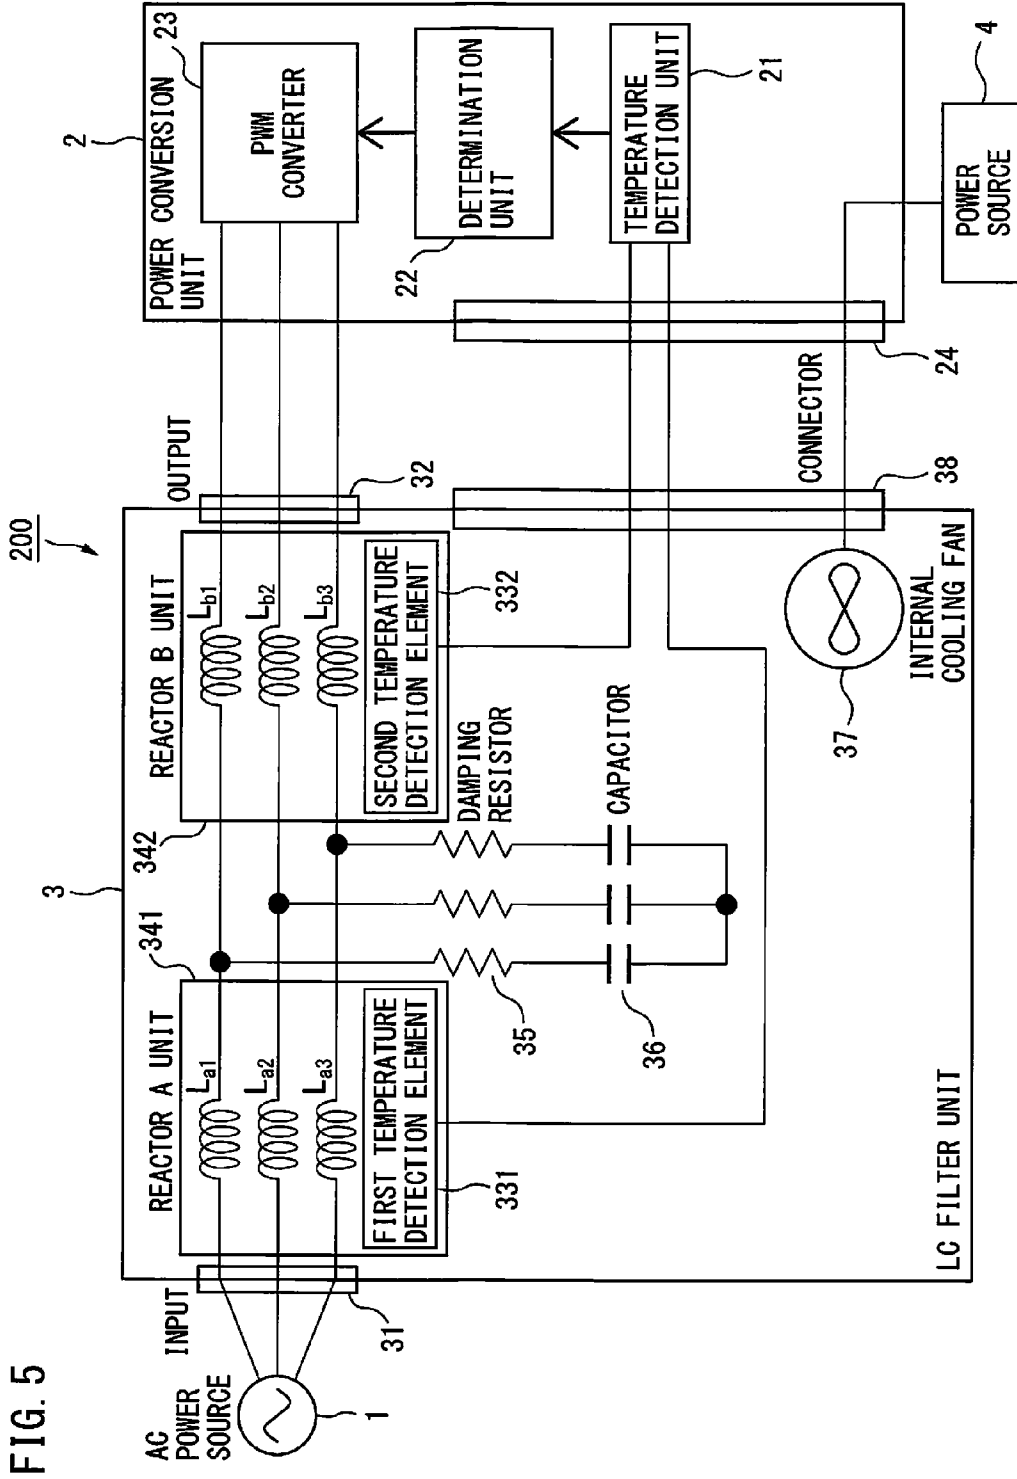 FIG. 5
200
AC
POWER
SOURCE
1
INPUT
31
3
LC FILTER UNIT
REACTOR A UNIT
341
La1
La2
La3
FIRST TEMPERATURE
DETECTION ELEMENT
331
REACTOR B UNIT
342
Lb1
Lb2
Lb3
SECOND TEMPERATURE
DETECTION ELEMENT
332
DAMPING
RESISTOR
35
CAPACITOR
36
INTERNAL
COOLING FAN
37
OUTPUT
32
CONNECTOR
38
24
2
POWER CONVERSION
UNIT
PWM
CONVERTER
23
DETERMINATION
UNIT
22
TEMPERATURE
DETECTION UNIT
21
POWER
SOURCE
4